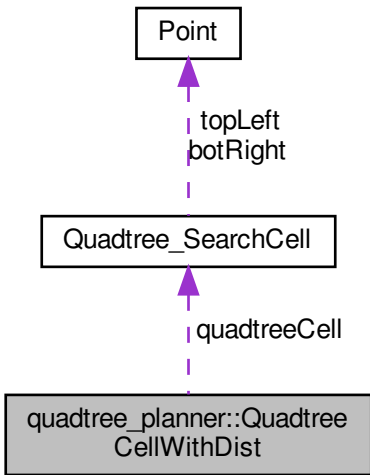 Point
topLeft
botRight
Quadtree_SearchCell
quadtreeCell
quadtree_planner::Quadtree
CellWithDist